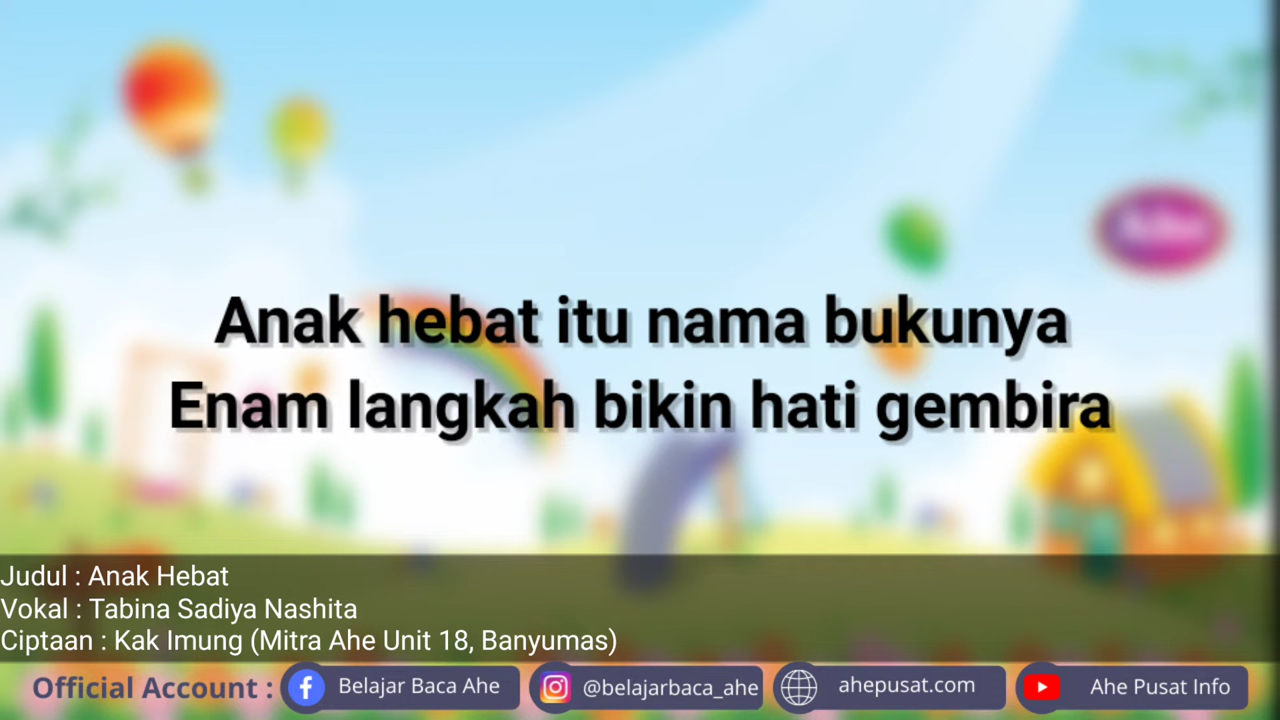 Anak hebat itu nama bukunya
Enam langkah bikin hati gembira
Judul : Anak Hebat
Vokal : Tabina Sadiya Nashita
Ciptaan : Kak Imung (Mitra Ahe Unit 18, Banyumas)
Official Account : Belajar Baca Ahe @belajarbaca_ahe ahepusat.com Ahe Pusat Info